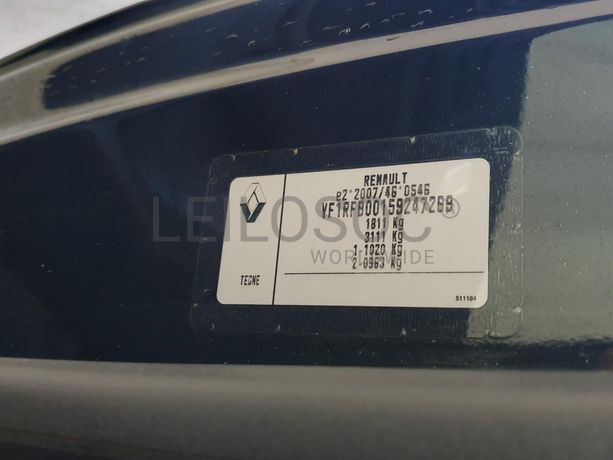 RENAULT
e2*2007/46*0546
VF1RFB00159247289
1811 Kg
3111 Kg
1-1020 Kg
2-0963 Kg
TECNE
511184
LEILOSOC
WORLDWIDE